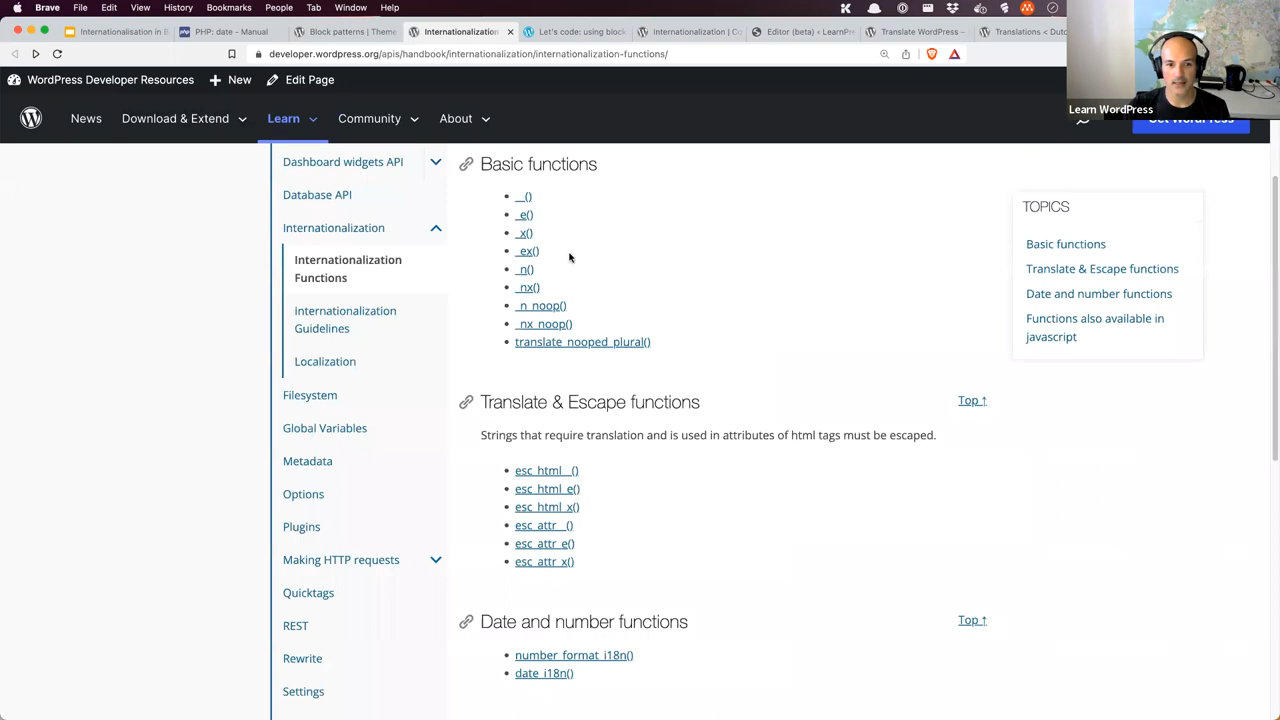 Brave File Edit View History Bookmarks People Tab Window Help
Internationalisation in B
PHP: date - Manual
Block patterns | Theme
Internationalization
Let's code: using block
Internationalization | Co
Editor (beta) ‹ LearnPre
Translate WordPress –
Translations < Dutc
developer.wordpress.org/apis/handbook/internationalization/internationalization-functions/
WordPress Developer Resources
New
Edit Page
Learn WordPress
News
Download & Extend
Learn
Community
About
Dashboard widgets API
Database API
Internationalization
Internationalization
Functions
Internationalization
Guidelines
Localization
Filesystem
Global Variables
Metadata
Options
Plugins
Making HTTP requests
Quicktags
REST
Rewrite
Settings
Basic functions
__()
_e()
_x()
_ex()
_n()
_nx()
_n_noop()
_nx_noop()
translate_nooped_plural()
Translate & Escape functions
Top ↑
Strings that require translation and is used in attributes of html tags must be escaped.
esc_html__()
esc_html_e()
esc_html_x()
esc_attr__()
esc_attr_e()
esc_attr_x()
Date and number functions
Top ↑
number_format_i18n()
date_i18n()
TOPICS
Basic functions
Translate & Escape functions
Date and number functions
Functions also available in
javascript